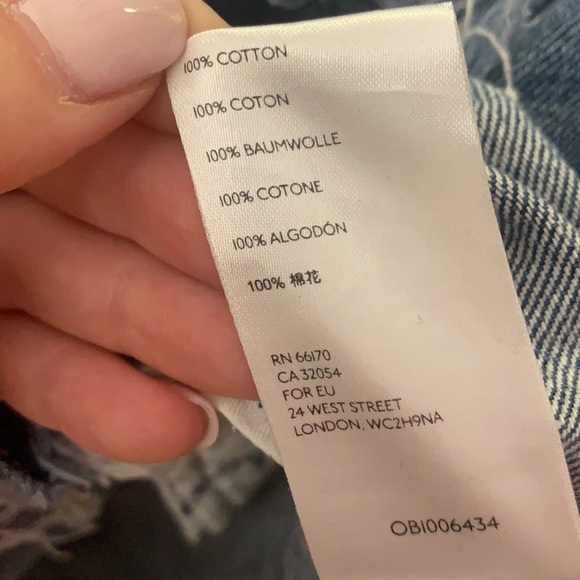 100% COTTON
100% COTON
100% BAUMWOLLE
100% COTONE
100% ALGODÓN
100% 棉花
RN 66170
CA 32054
FOR EU
24 WEST STREET
LONDON, WC2H9NA
OBI006434